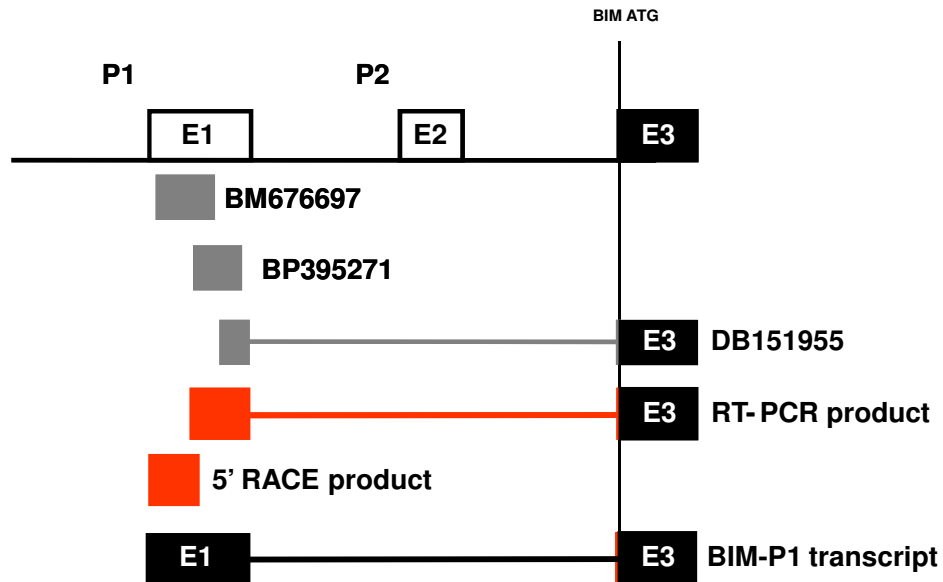 BIM ATG
P1 P2
E1 E2 E3
BM676697
BP395271
E3 DB151955
E3 RT-PCR product
5’ RACE product
E1 E3 BIM-P1 transcript